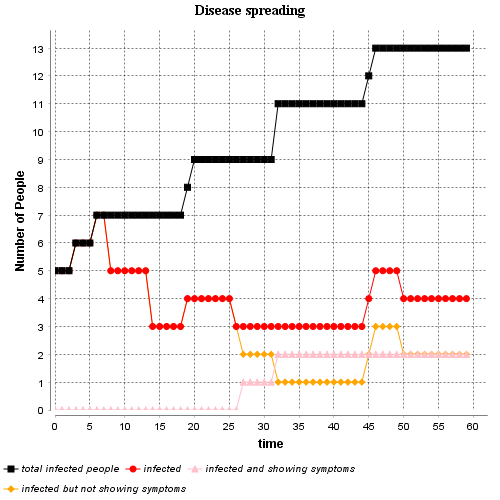 Disease spreading
13
12
11
10
9
8
7
6
5
4
3
2
1
0
Number of People
0 5 10 15 20 25 30 35 40 45 50 55 60
time
total infected people infected infected and showing symptoms
infected but not showing symptoms